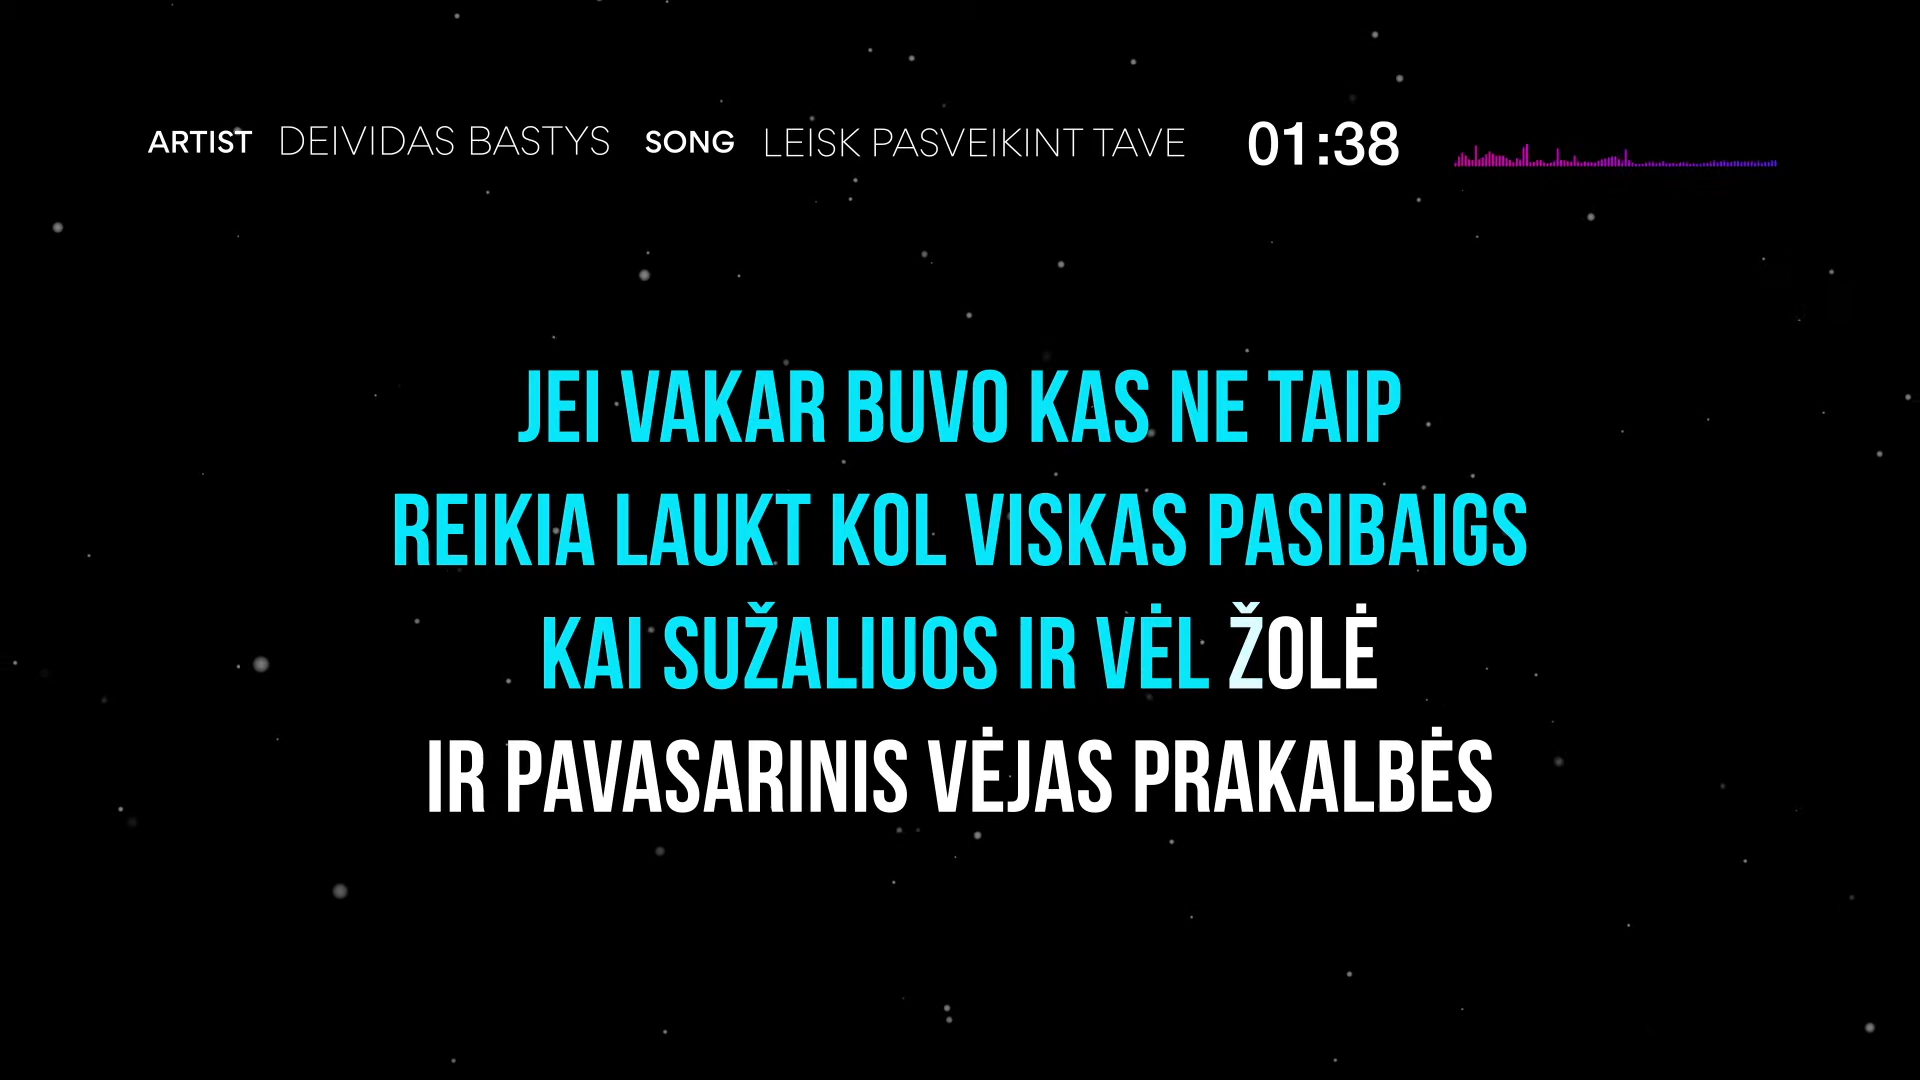 ARTIST DEIVIDAS BASTYS SONG LEISK PASVEIKINT TAVE 01:38
JEI VAKAR BUVO KAS NE TAIP
REIKIA LAUKT KOL VISKAS PASIBAIGS
KAI SUŽALIUOS IR VĖL ŽOLĖ
IR PAVASARINIS VĖJAS PRAKALBĖS